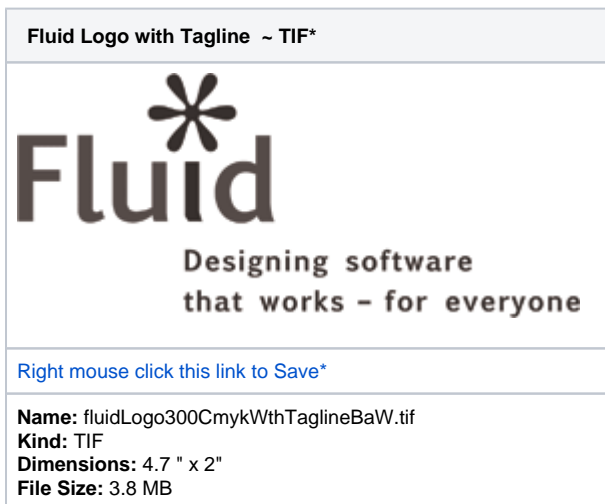 Fluid Logo with Tagline ~ TIF*
Fluid
Designing software
that works – for everyone
Right mouse click this link to Save*
Name: fluidLogo300CmykWthTaglineBaW.tif
Kind: TIF
Dimensions: 4.7 " x 2"
File Size: 3.8 MB